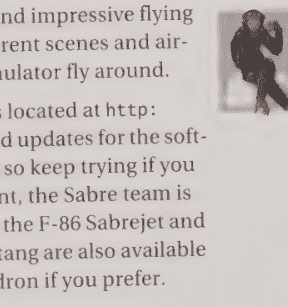 nd impressive flying
rent scenes and air-
ulator fly around.
s located at http:
d updates for the soft-
so keep trying if you
nt, the Sabre team is
the F-86 Sabrejet and
tang are also available
dron if you prefer.